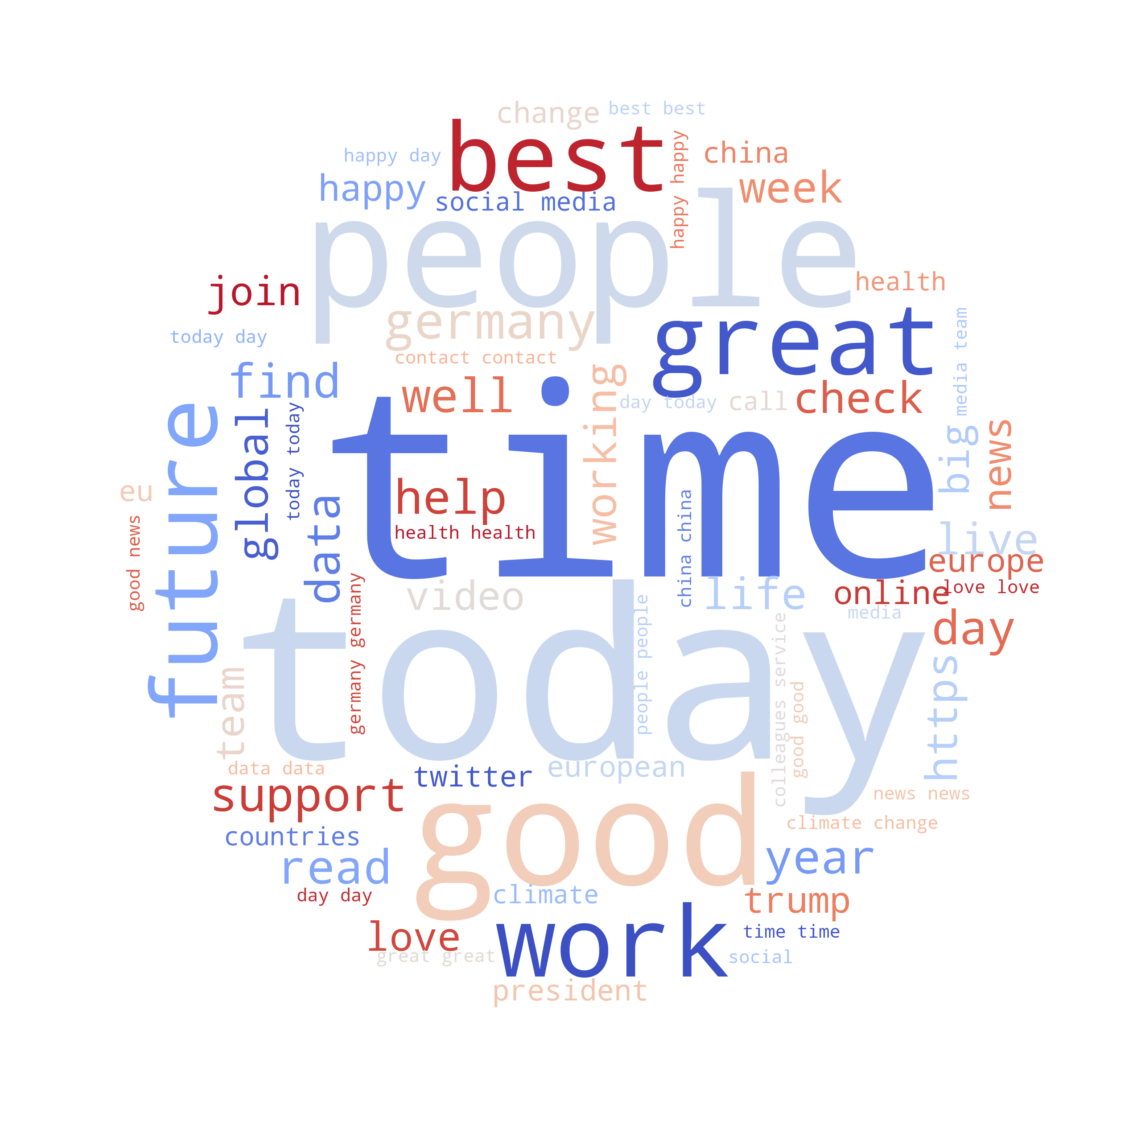 change
best best
best
happy day
happy happy
china
happy
week
social media
people
join
health
great
germany
today day
media team
contact contact
find
well
time
working
day today
call
check
future
global
today today
big
news
help
eu
data
health health
china china
good news
live
europe
video
life
online
love love
germany germany
today
people people
media
day
colleagues service
https
team
good good
data data
twitter
european
support
good
news news
climate change
countries
read
year
day day
climate
trump
love
work
time time
great great
social
president